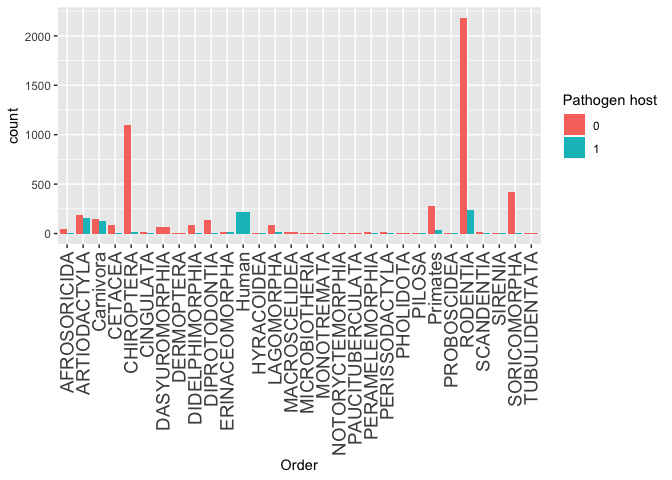 2000
1500
1000
500
0
count
AFROSORICIDA
ARTIODACTYLA
Carnivora
CETACEA
CHIROPTERA
CINGULATA
DASYUROMORPHIA
DERMOPTERA
DIDELPHIMORPHIA
DIPROTODONTIA
ERINACEOMORPHA
Human
HYRACOIDEA
LAGOMORPHA
MACROSCELIDEA
MICROBIOTHERIA
MONOTREMATA
NOTORYCTEMORPHIA
PAUCITUBERCULATA
PERAMELEMORPHIA
PERISSODACTYLA
PHOLIDOTA
PILOSA
Primates
PROBOSCIDEA
RODENTIA
SCANDENTIA
SIRENIA
SORICOMORPHA
TUBULIDENTATA
Order
Pathogen host
0
1